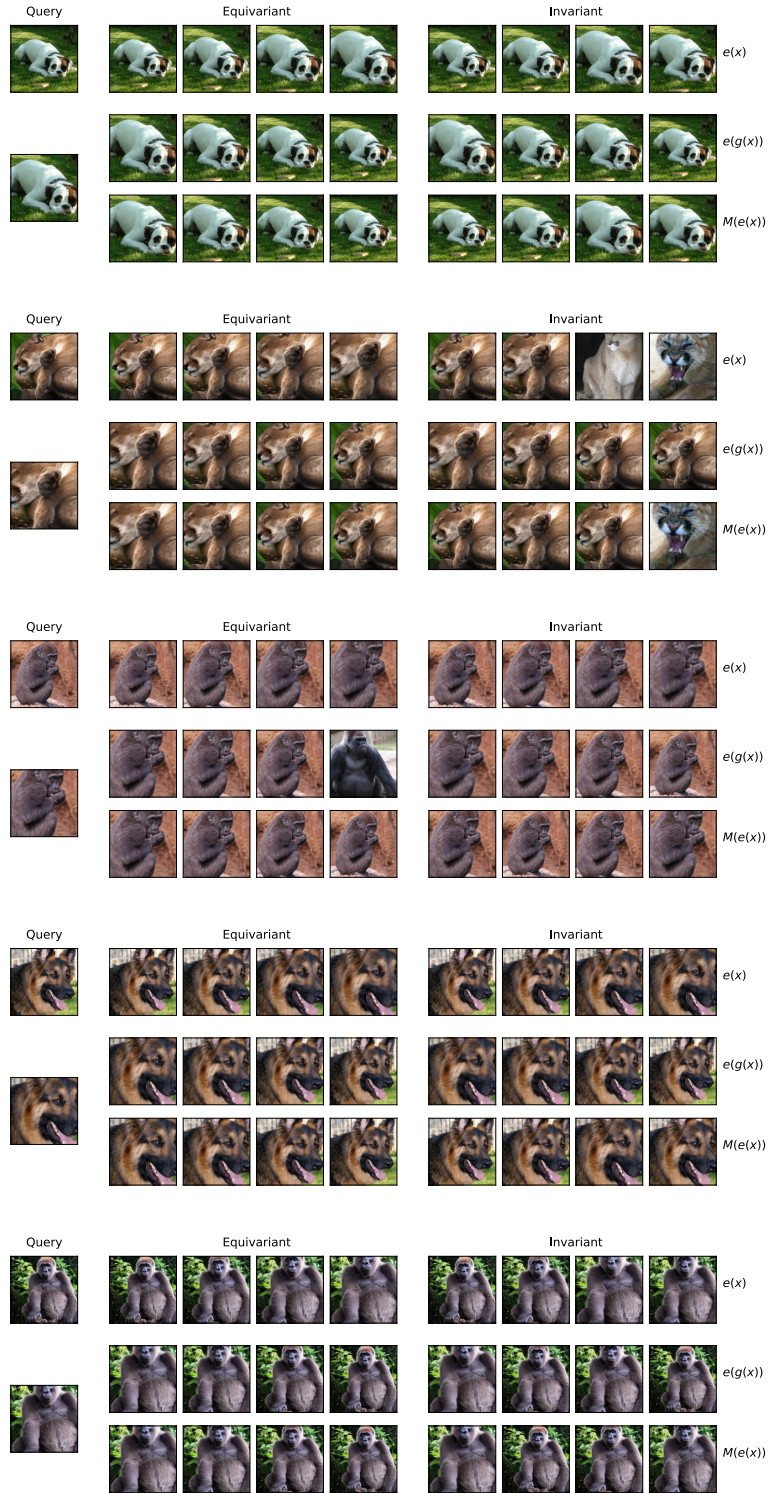 Query Equivariant Invariant
e(x)
e(g(x))
M(e(x))
Query Equivariant Invariant
e(x)
e(g(x))
M(e(x))
Query Equivariant Invariant
e(x)
e(g(x))
M(e(x))
Query Equivariant Invariant
e(x)
e(g(x))
M(e(x))
Query Equivariant Invariant
e(x)
e(g(x))
M(e(x))